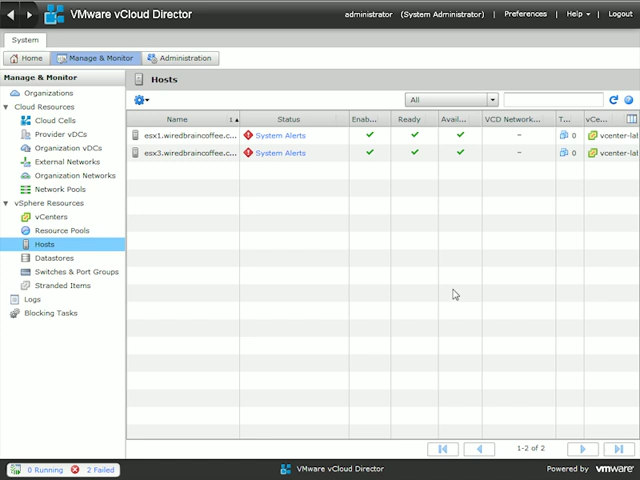 VMware vCloud Director
administrator (System Administrator) | Preferences | Help | Logout
System
Home Manage & Monitor Administration
Manage & Monitor
Organizations
Cloud Resources
Cloud Cells
Provider vDCs
Organization vDCs
External Networks
Organization Networks
Network Pools
vSphere Resources
vCenters
Resource Pools
Hosts
Datastores
Switches & Port Groups
Stranded Items
Logs
Blocking Tasks
Hosts
All
Name 1 Status Enab... Ready Avail... VCD Network... T... vCe...
esx1.wiredbraincoffee.c... System Alerts - 0 vcenter-lab
esx3.wiredbraincoffee.c... System Alerts - 0 vcenter-lab
1-2 of 2
0 Running 2 Failed
VMware vCloud Director
Powered by vmware